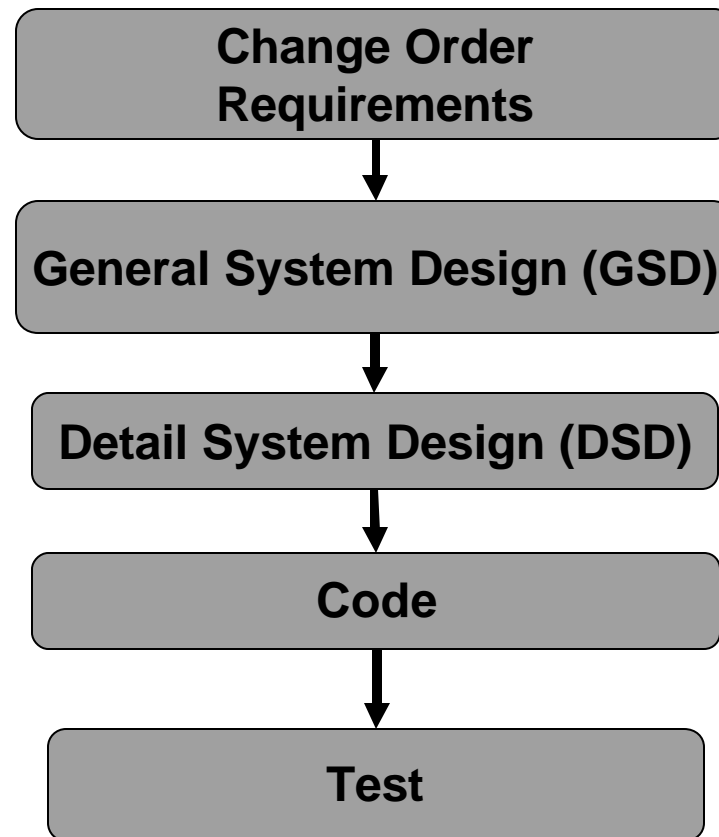 Change Order
Requirements
General System Design (GSD)
Detail System Design (DSD)
Code
Test